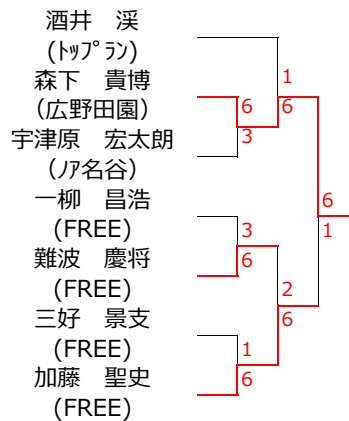 酒井　渓
(ﾄｯﾌﾟﾗﾝ)
1
森下　貴博
(広野田園)
6
6
宇津原　宏太朗
3
(ﾉｱ名谷)
一柳　昌浩
6
(FREE)
3
1
難波　慶将
6
(FREE)
2
三好　景支
6
(FREE)
1
加藤　聖史
6
(FREE)